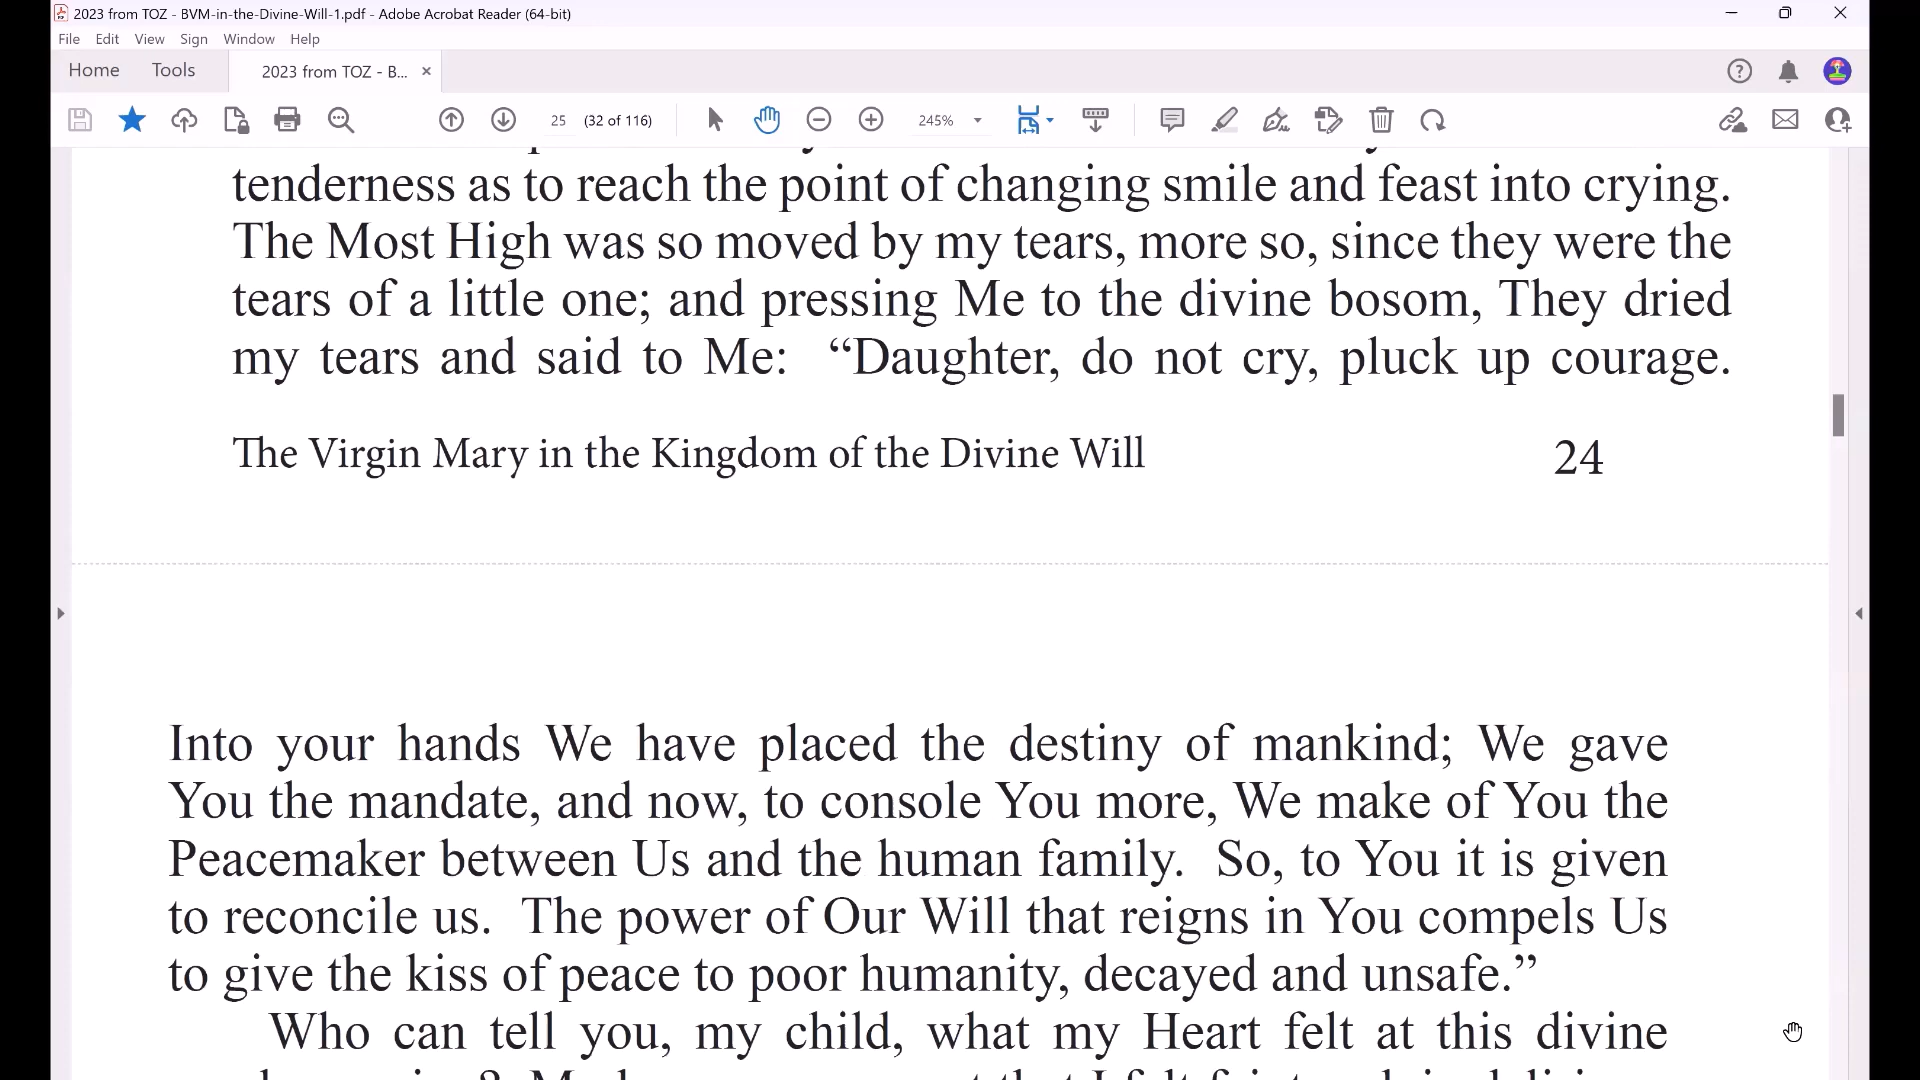 2023 from TOZ - BVM-in-the-Divine-Will-1.pdf - Adobe Acrobat Reader (64-bit)
File Edit View Sign Window Help
Home Tools 2023 from TOZ - B... ×
25 (32 of 116) 245%
tenderness as to reach the point of changing smile and feast into crying.
The Most High was so moved by my tears, more so, since they were the
tears of a little one; and pressing Me to the divine bosom, They dried
my tears and said to Me: “Daughter, do not cry, pluck up courage.
The Virgin Mary in the Kingdom of the Divine Will 24
Into your hands We have placed the destiny of mankind; We gave
You the mandate, and now, to console You more, We make of You the
Peacemaker between Us and the human family. So, to You it is given
to reconcile us. The power of Our Will that reigns in You compels Us
to give the kiss of peace to poor humanity, decayed and unsafe.”
Who can tell you, my child, what my Heart felt at this divine